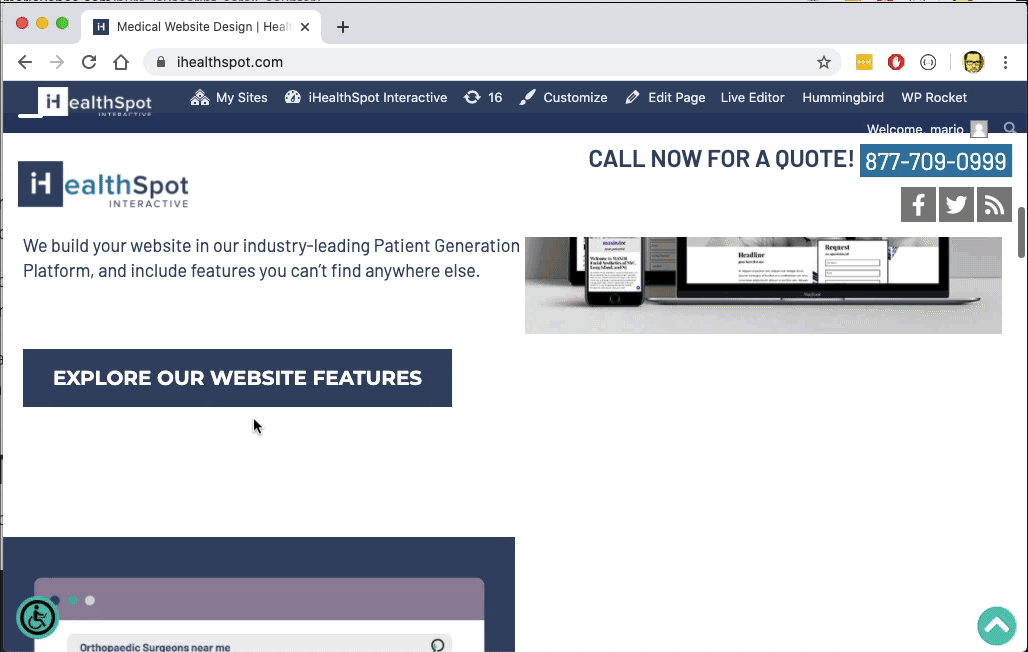 Medical Website Design | Heal
ihealthspot.com
iHealthSpot
INTERACTIVE
My Sites
iHealthSpot Interactive
16
Customize
Edit Page
Live Editor
Hummingbird
WP Rocket
Welcome, mario
iHealthSpot
INTERACTIVE
CALL NOW FOR A QUOTE! 877-709-0999
We build your website in our industry-leading Patient Generation
Platform, and include features you can't find anywhere else.
Headline
Request
MacBook
EXPLORE OUR WEBSITE FEATURES
Orthopaedic Surgeons near me